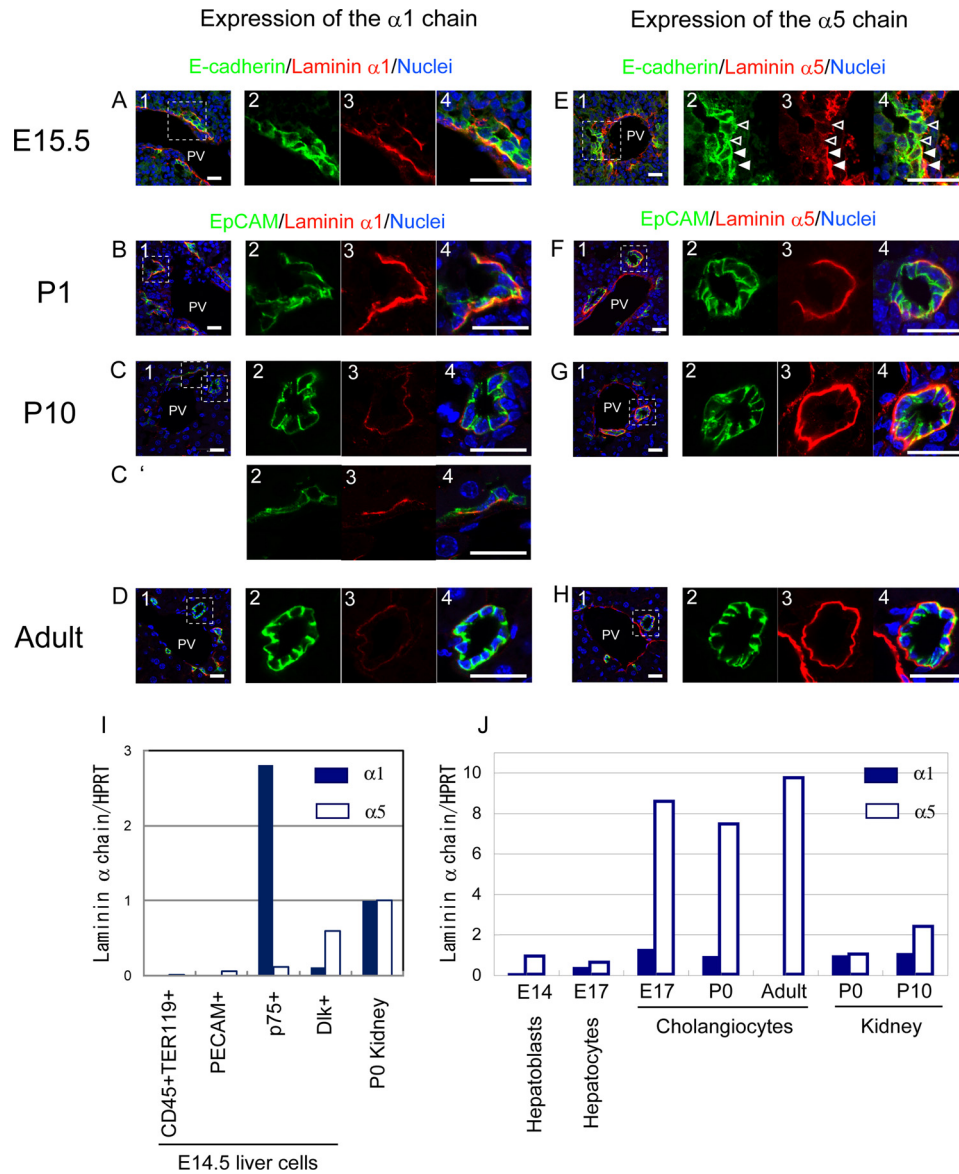 Expression of the α1 chain
Expression of the α5 chain
E-cadherin/Laminin α1/Nuclei
E-cadherin/Laminin α5/Nuclei
E15.5
A
1
PV
2
3
4
E
1
PV
2
3
4
EpCAM/Laminin α1/Nuclei
EpCAM/Laminin α5/Nuclei
P1
B
1
PV
2
3
4
F
1
PV
2
3
4
P10
C
1
PV
2
3
4
G
1
PV
2
3
4
C ‘
2
3
4
Adult
D
1
PV
2
3
4
H
1
PV
2
3
4
I
Laminin α chain/HPRT
3
2
1
0
α1
α5
CD45+TER119+
PECAM+
p75+
Dlk+
P0 Kidney
E14.5 liver cells
J
Laminin α chain/HPRT
10
8
6
4
2
0
α1
α5
E14
E17
E17
P0
Adult
P0
P10
Hepatoblasts
Hepatocytes
Cholangiocytes
Kidney